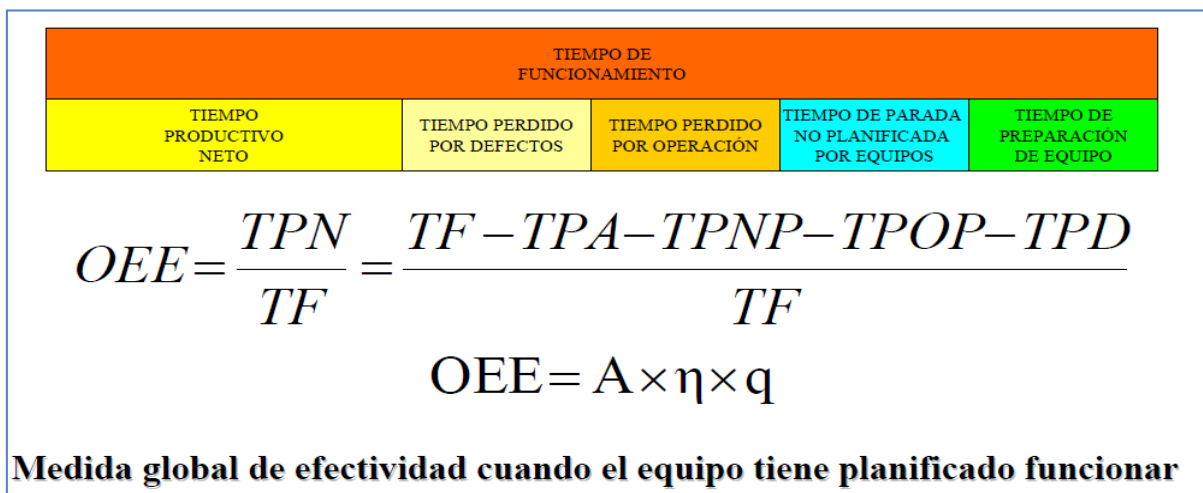 TIEMPO DE
FUNCIONAMIENTO
TIEMPO
PRODUCTIVO
NETO
TIEMPO PERDIDO
POR DEFECTOS
TIEMPO PERDIDO
POR OPERACIÓN
TIEMPO DE PARADA
NO PLANIFICADA
POR EQUIPOS
TIEMPO DE
PREPARACIÓN
DE EQUIPO
OEE = TPN / TF = TF – TPA – TPNP – TPOP – TPD / TF
OEE = A × η × q
Medida global de efectividad cuando el equipo tiene planificado funcionar